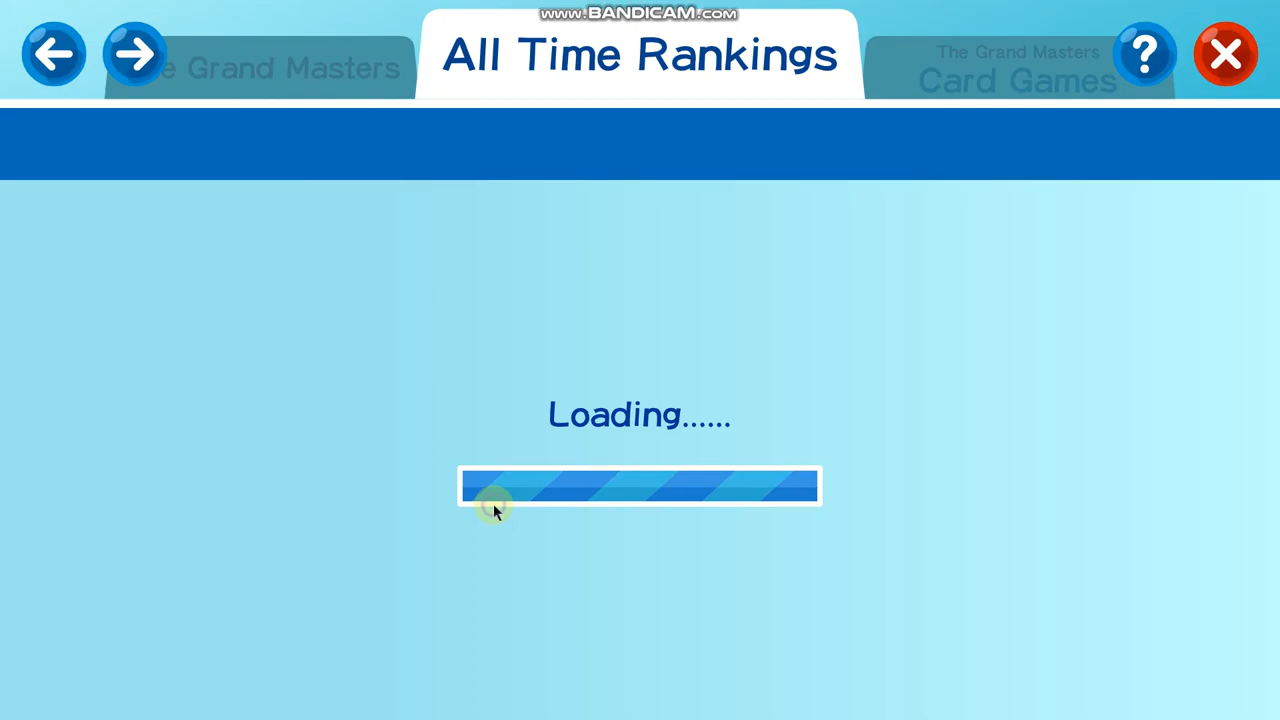 www.BANDICAM.com
All Time Rankings
e Grand Masters
The Grand Masters
Card Games
?
Loading......